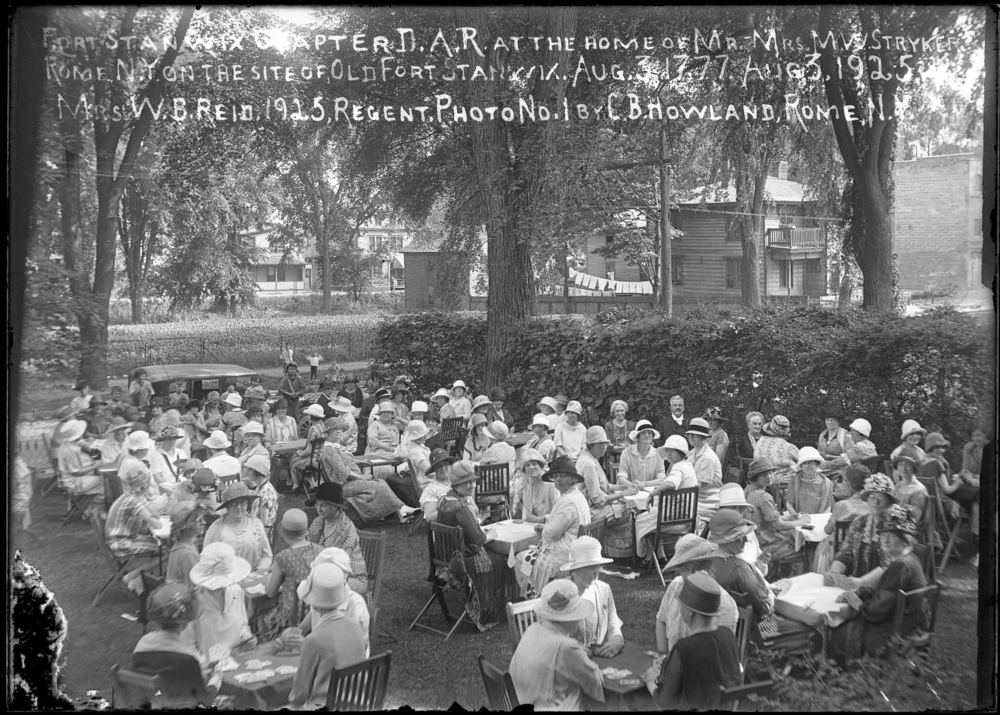 FORT STANWIX CHAPTER D.A.R. AT THE HOME OF MR.-MRS. M.W. STRYKER.
ROME, N.Y. ON THE SITE OF, OLD FORT STANWIX. AUG. 3, 1777. AUG 3, 1925
MRS. W. B. REID. 1925, REGENT. PHOTO NO. 1 BY C.B. HOWLAND, ROME, N.Y.